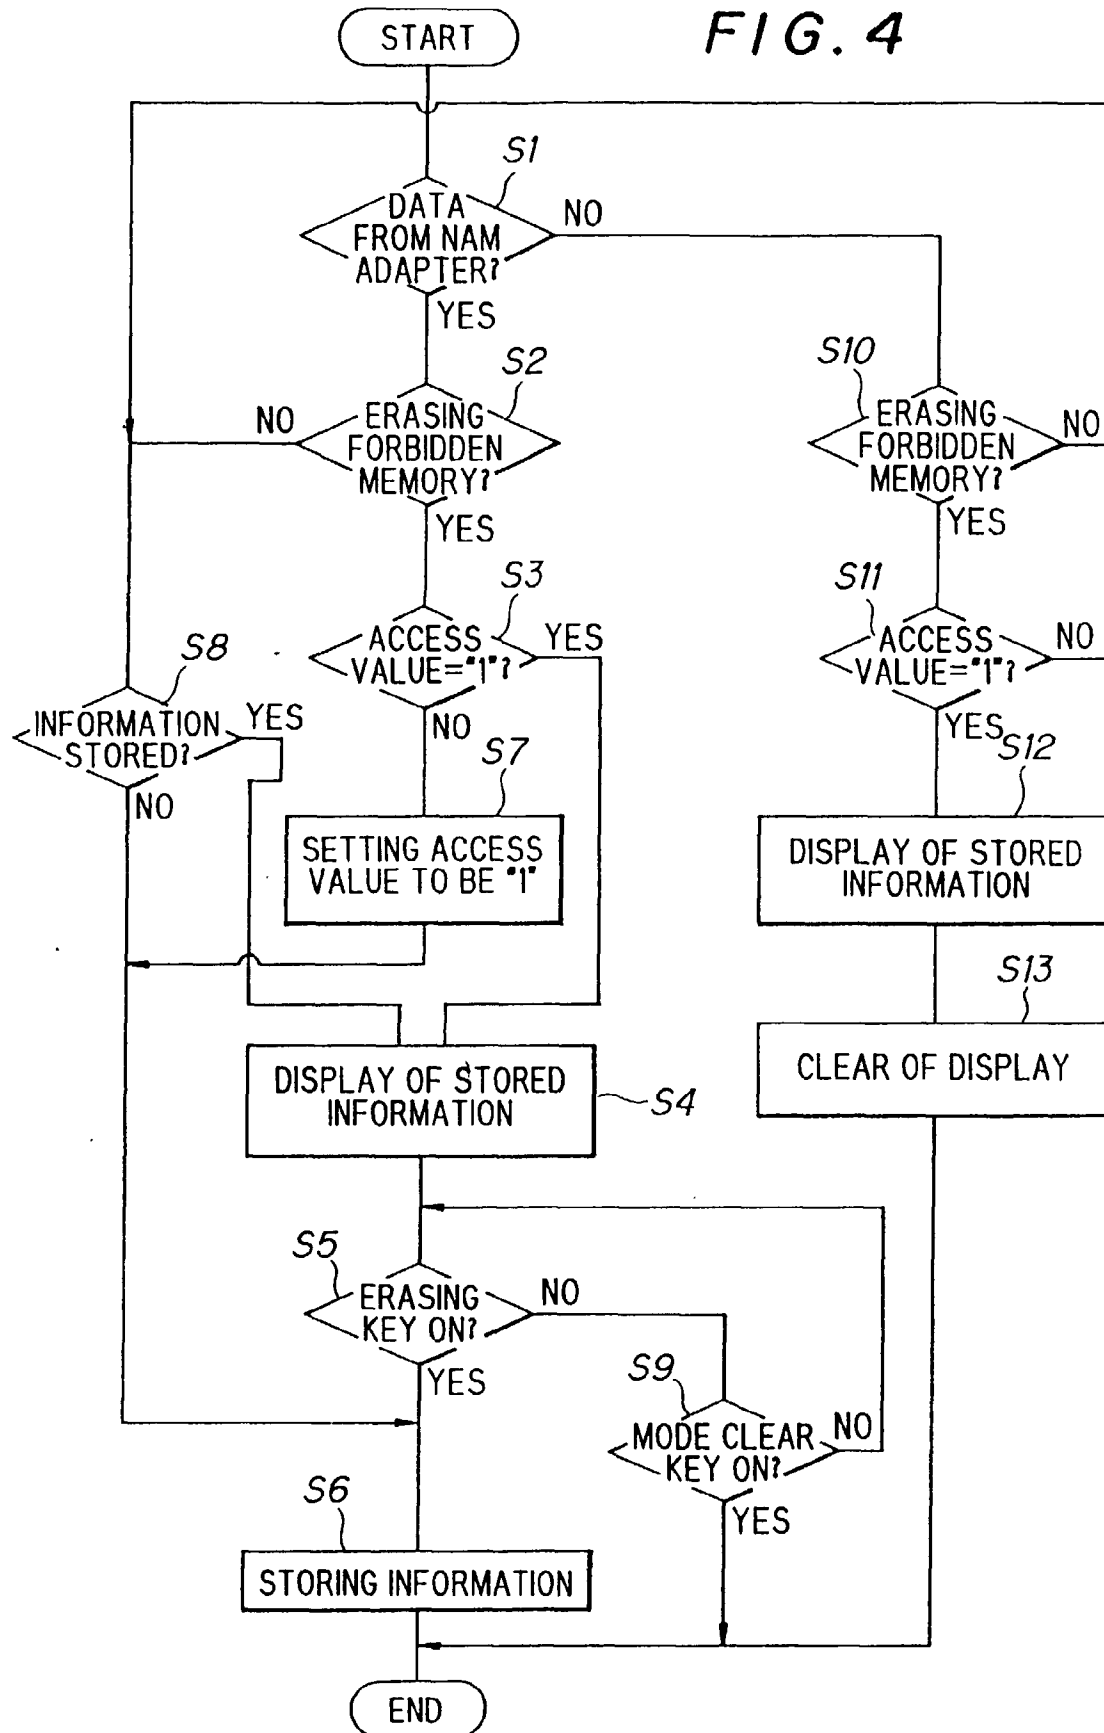 FIG. 4
START
S1
DATA
FROM NAM
ADAPTER?
NO
YES
S2
NO
ERASING
FORBIDDEN
MEMORY?
YES
S10
ERASING
FORBIDDEN
MEMORY?
NO
YES
S3
ACCESS
VALUE="1"?
YES
NO
S11
ACCESS
VALUE="1"?
NO
YES
S8
INFORMATION
STORED?
YES
NO
S7
SETTING ACCESS
VALUE TO BE "1"
S12
DISPLAY OF STORED
INFORMATION
S13
CLEAR OF DISPLAY
DISPLAY OF STORED
INFORMATION
S4
S5
ERASING
KEY ON?
NO
YES
S9
MODE CLEAR
KEY ON?
NO
YES
S6
STORING INFORMATION
END